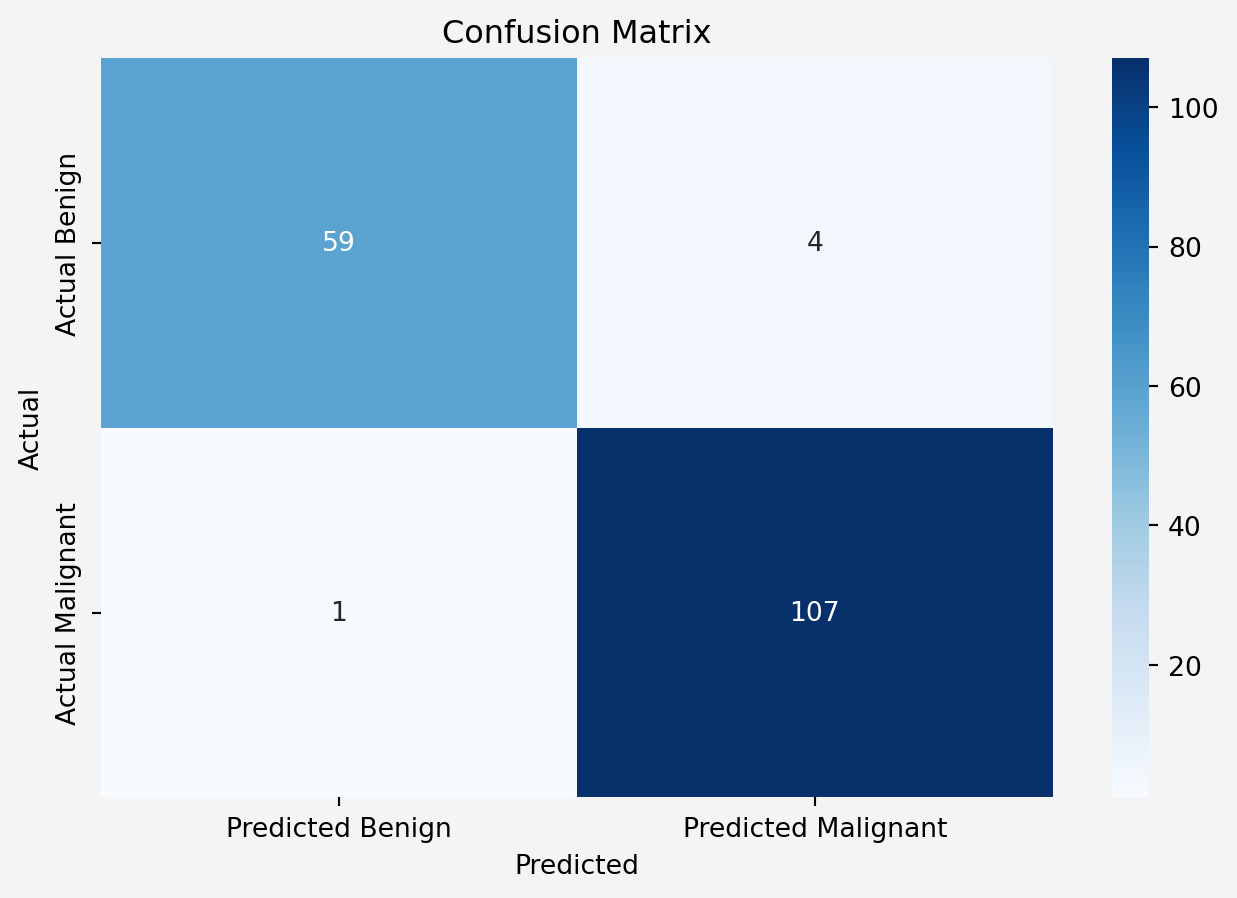 Confusion Matrix
Actual
Actual Benign
Actual Malignant
59
4
1
107
Predicted Benign
Predicted Malignant
Predicted
100
80
60
40
20